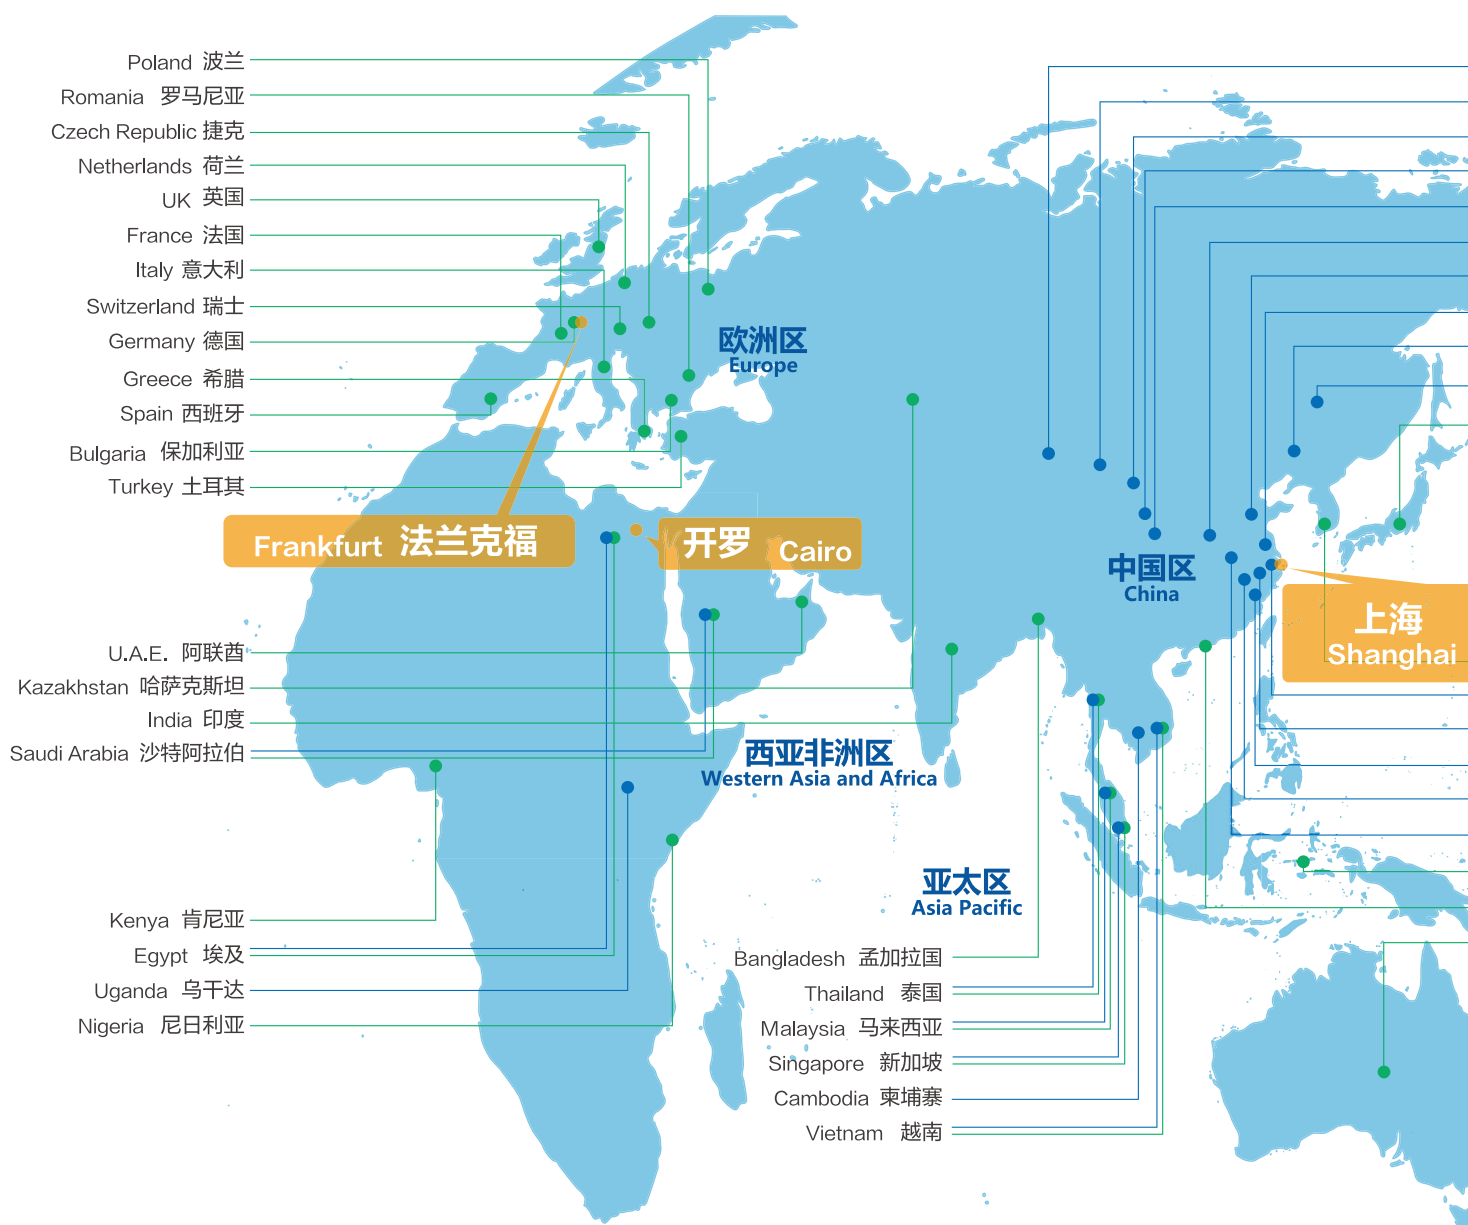 Poland 波兰
Romania 罗马尼亚
Czech Republic 捷克
Netherlands 荷兰
UK 英国
France 法国
Italy 意大利
Switzerland 瑞士
Germany 德国
Greece 希腊
Spain 西班牙
Bulgaria 保加利亚
Turkey 土耳其
欧洲区
Europe
Frankfurt 法兰克福
开罗 Cairo
中国区
China
上海
Shanghai
U.A.E. 阿联酋
Kazakhstan 哈萨克斯坦
India 印度
Saudi Arabia 沙特阿拉伯
西亚非洲区
Western Asia and Africa
亚太区
Asia Pacific
Kenya 肯尼亚
Egypt 埃及
Uganda 乌干达
Nigeria 尼日利亚
Bangladesh 孟加拉国
Thailand 泰国
Malaysia 马来西亚
Singapore 新加坡
Cambodia 柬埔寨
Vietnam 越南